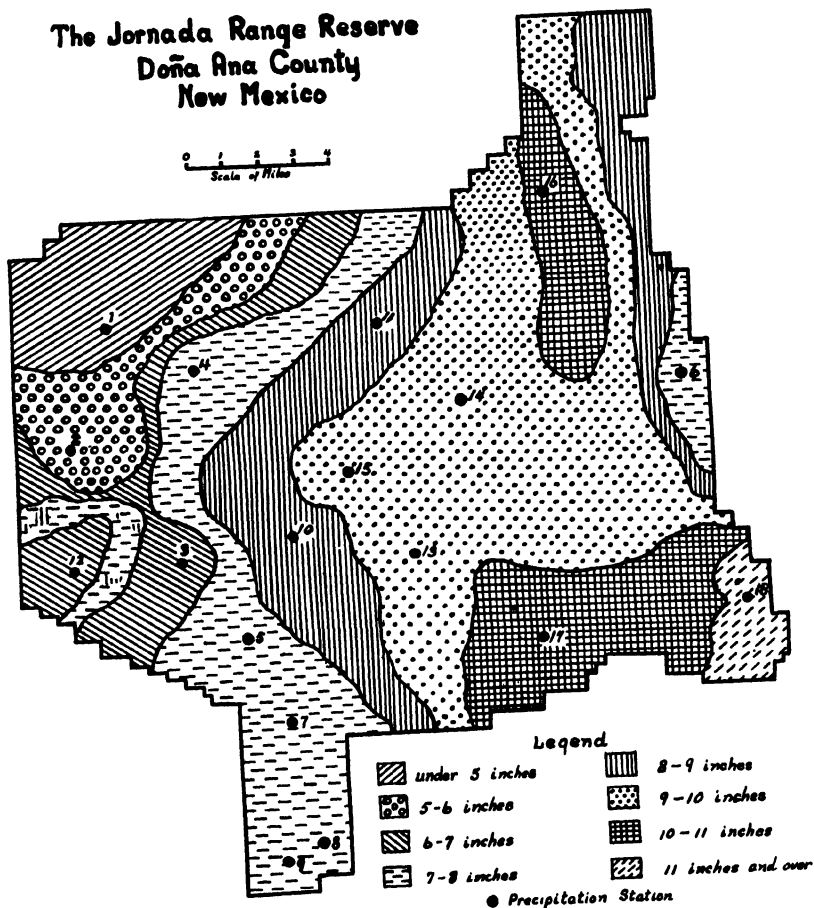 The Jornada Range Reserve
Doña Ana County
New Mexico
0 1 2 3 4
Scale of Miles
16
1
11
4
6
14
2
15
10
13
12
3
18
5
17
7
8
9
Legend
under 5 inches
5-6 inches
6-7 inches
7-8 inches
8-9 inches
9-10 inches
10-11 inches
11 inches and over
Precipitation Station